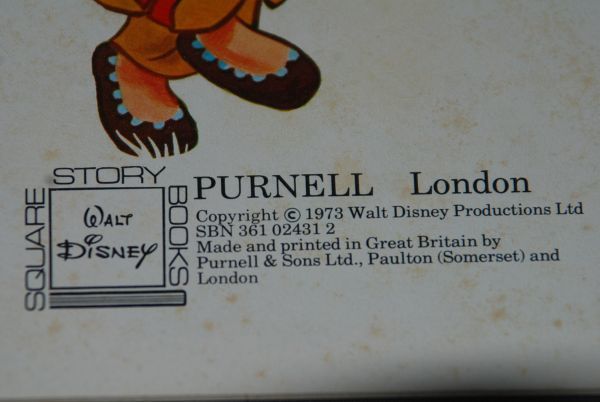 SQUARE
STORY
BOOKS
WALT
DISNEY
PURNELL London
Copyright © 1973 Walt Disney Productions Ltd
SBN 361 02431 2
Made and printed in Great Britain by
Purnell & Sons Ltd., Paulton (Somerset) and
London